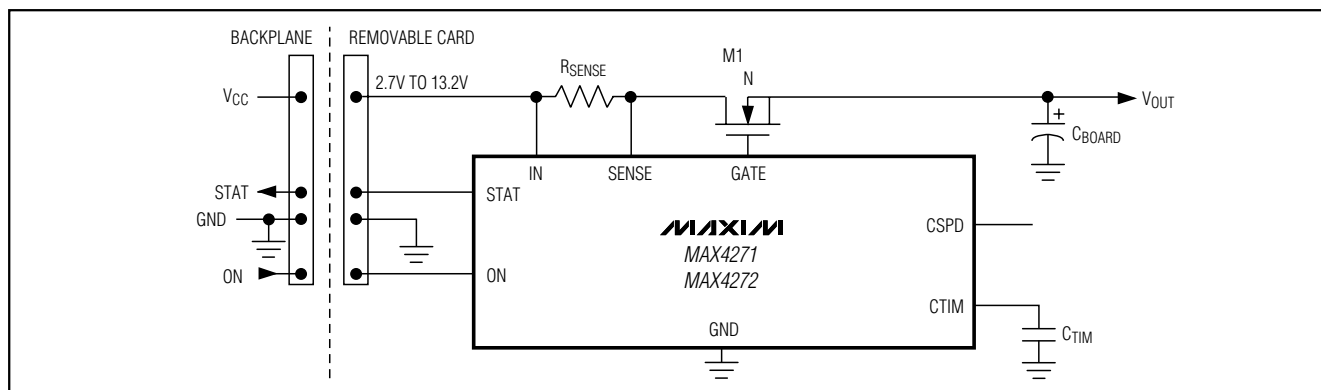 BACKPLANE
REMOVABLE CARD
VCC
2.7V TO 13.2V
RSENSE
M1
N
VOUT
+
CBOARD
IN
SENSE
GATE
STAT
STAT
GND
MAXIM
MAX4271
MAX4272
CSPD
ON
ON
CTIM
GND
CTIM